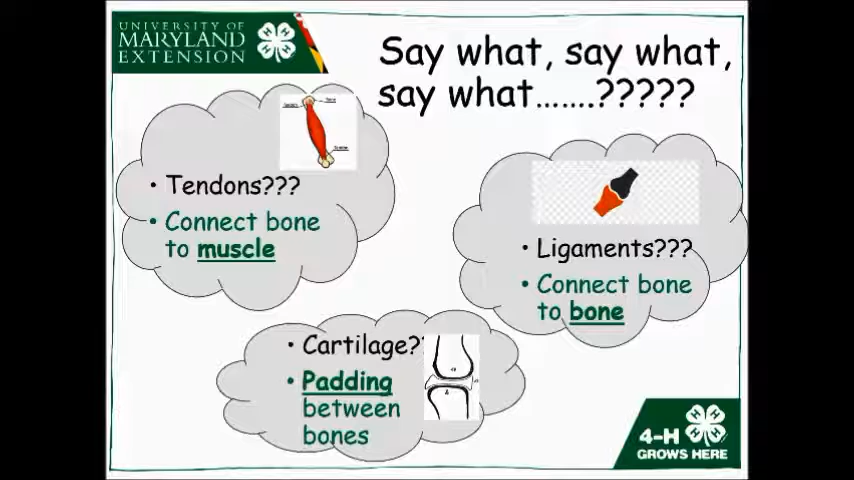 UNIVERSITY OF
MARYLAND
EXTENSION
Say what, say what,
say what…….?????
• Tendons???
• Connect bone
to muscle
• Ligaments???
• Connect bone
to bone
• Cartilage?
• Padding
between
bones
4-H
GROWS HERE